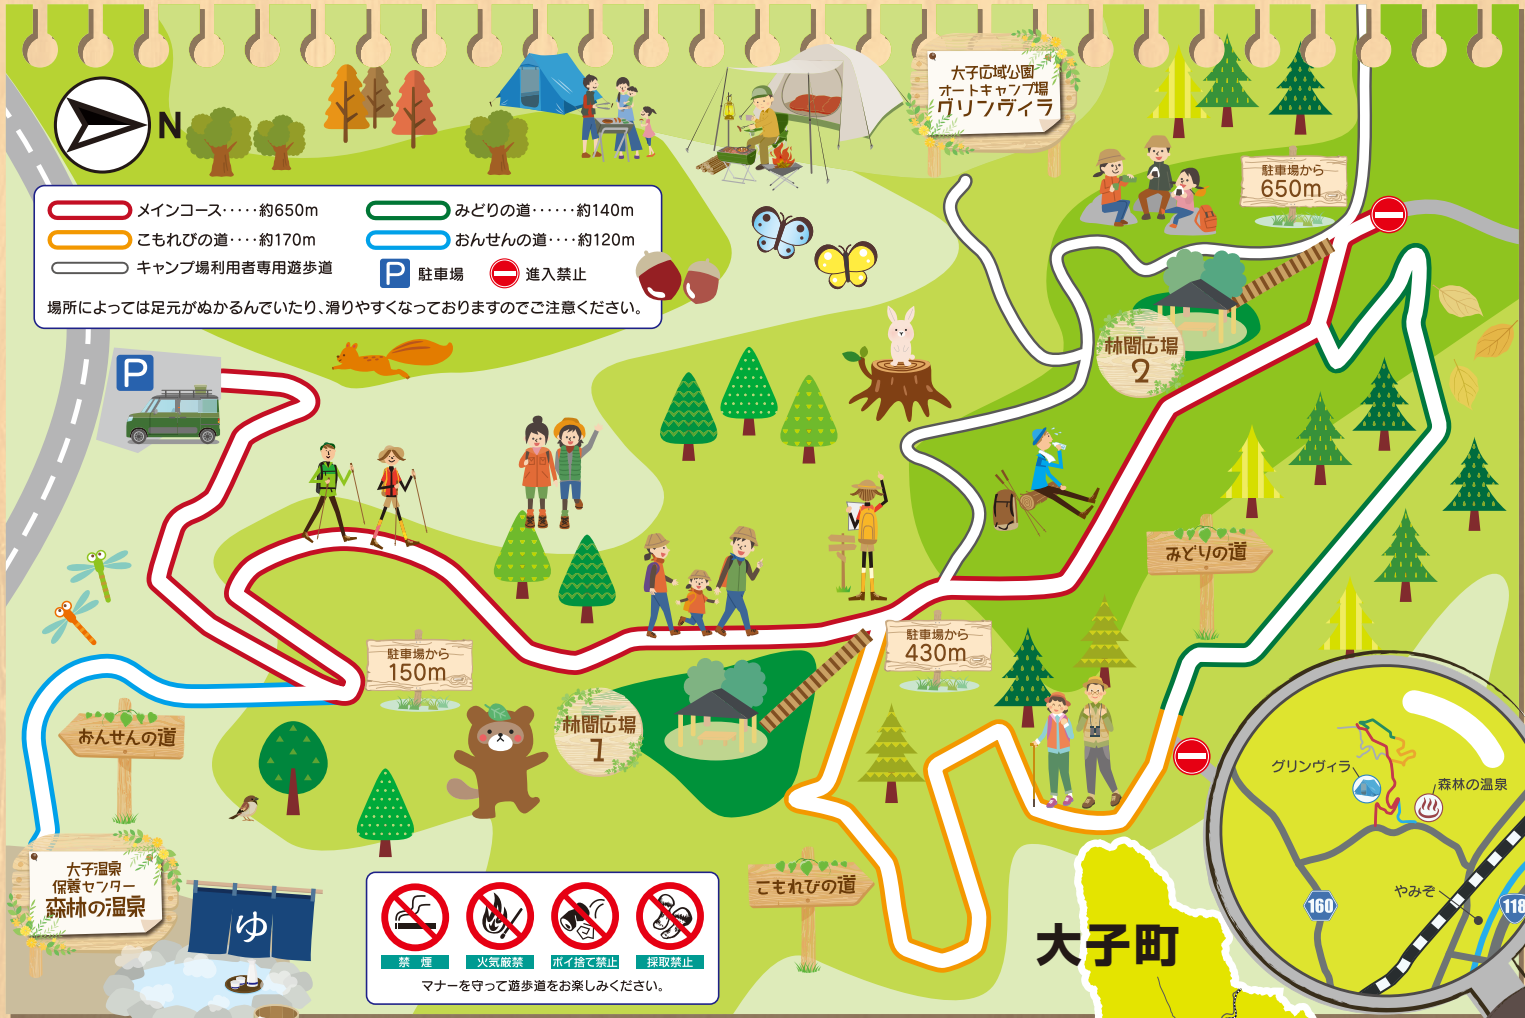 N
大子広域公園
オートキャンプ場
グリンヴィラ
駐車場から
650m
メインコース・・・・・約650m
みどりの道・・・・・・約140m
こもれびの道・・・・約170m
おんせんの道・・・・約120m
キャンプ場利用者専用遊歩道
P 駐車場
進入禁止
場所によっては足元がぬかるんでいたり、滑りやすくなっておりますのでご注意ください。
P
林間広場
2
みどりの道
駐車場から
430m
駐車場から
150m
林間広場
1
おんせんの道
大子温泉
保養センター
森林の温泉
ゆ
こもれびの道
禁 煙
火気厳禁
ポイ捨て禁止
採取禁止
マナーを守って遊歩道をお楽しみください。
大子町
グリンヴィラ
森林の温泉
やみぞ
160
118